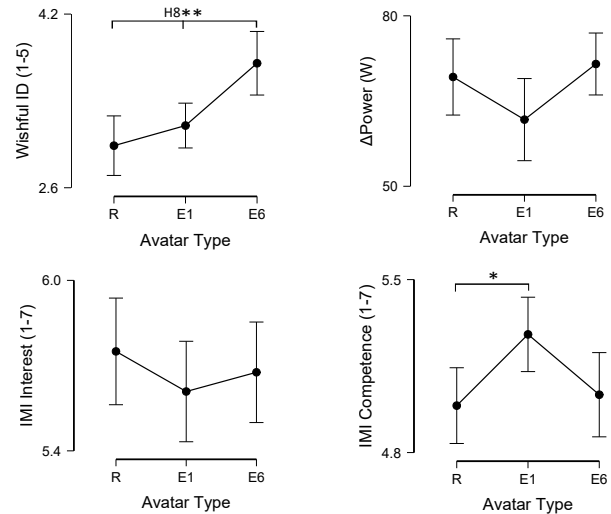 4.2
H8**
Wishful ID (1-5)
2.6
R E1 E6
Avatar Type
80
ΔPower (W)
50
R E1 E6
Avatar Type
6.0
IMI Interest (1-7)
5.4
R E1 E6
Avatar Type
5.5
*
IMI Competence (1-7)
4.8
R E1 E6
Avatar Type